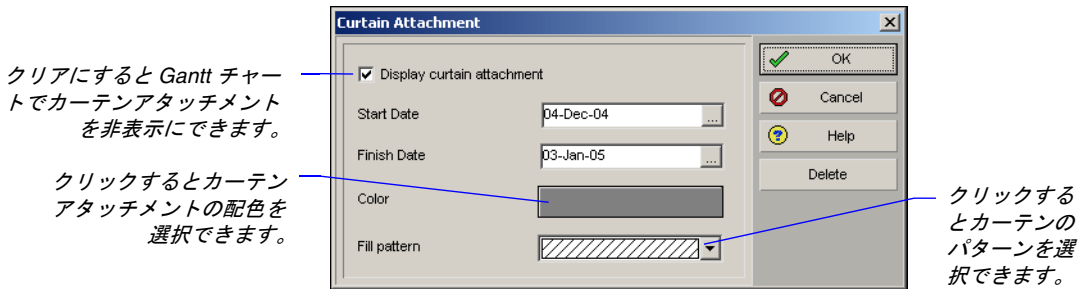 Curtain Attachment
クリアにすると Gantt チャー
トでカーテンアタッチメント
を非表示にできます。
Display curtain attachment
Start Date
04-Dec-04
...
Finish Date
03-Jan-05
...
クリックするとカーテン
アタッチメントの配色を
選択できます。
Color
Fill pattern
OK
Cancel
Help
Delete
クリックする
とカーテンの
パターンを選
択できます。